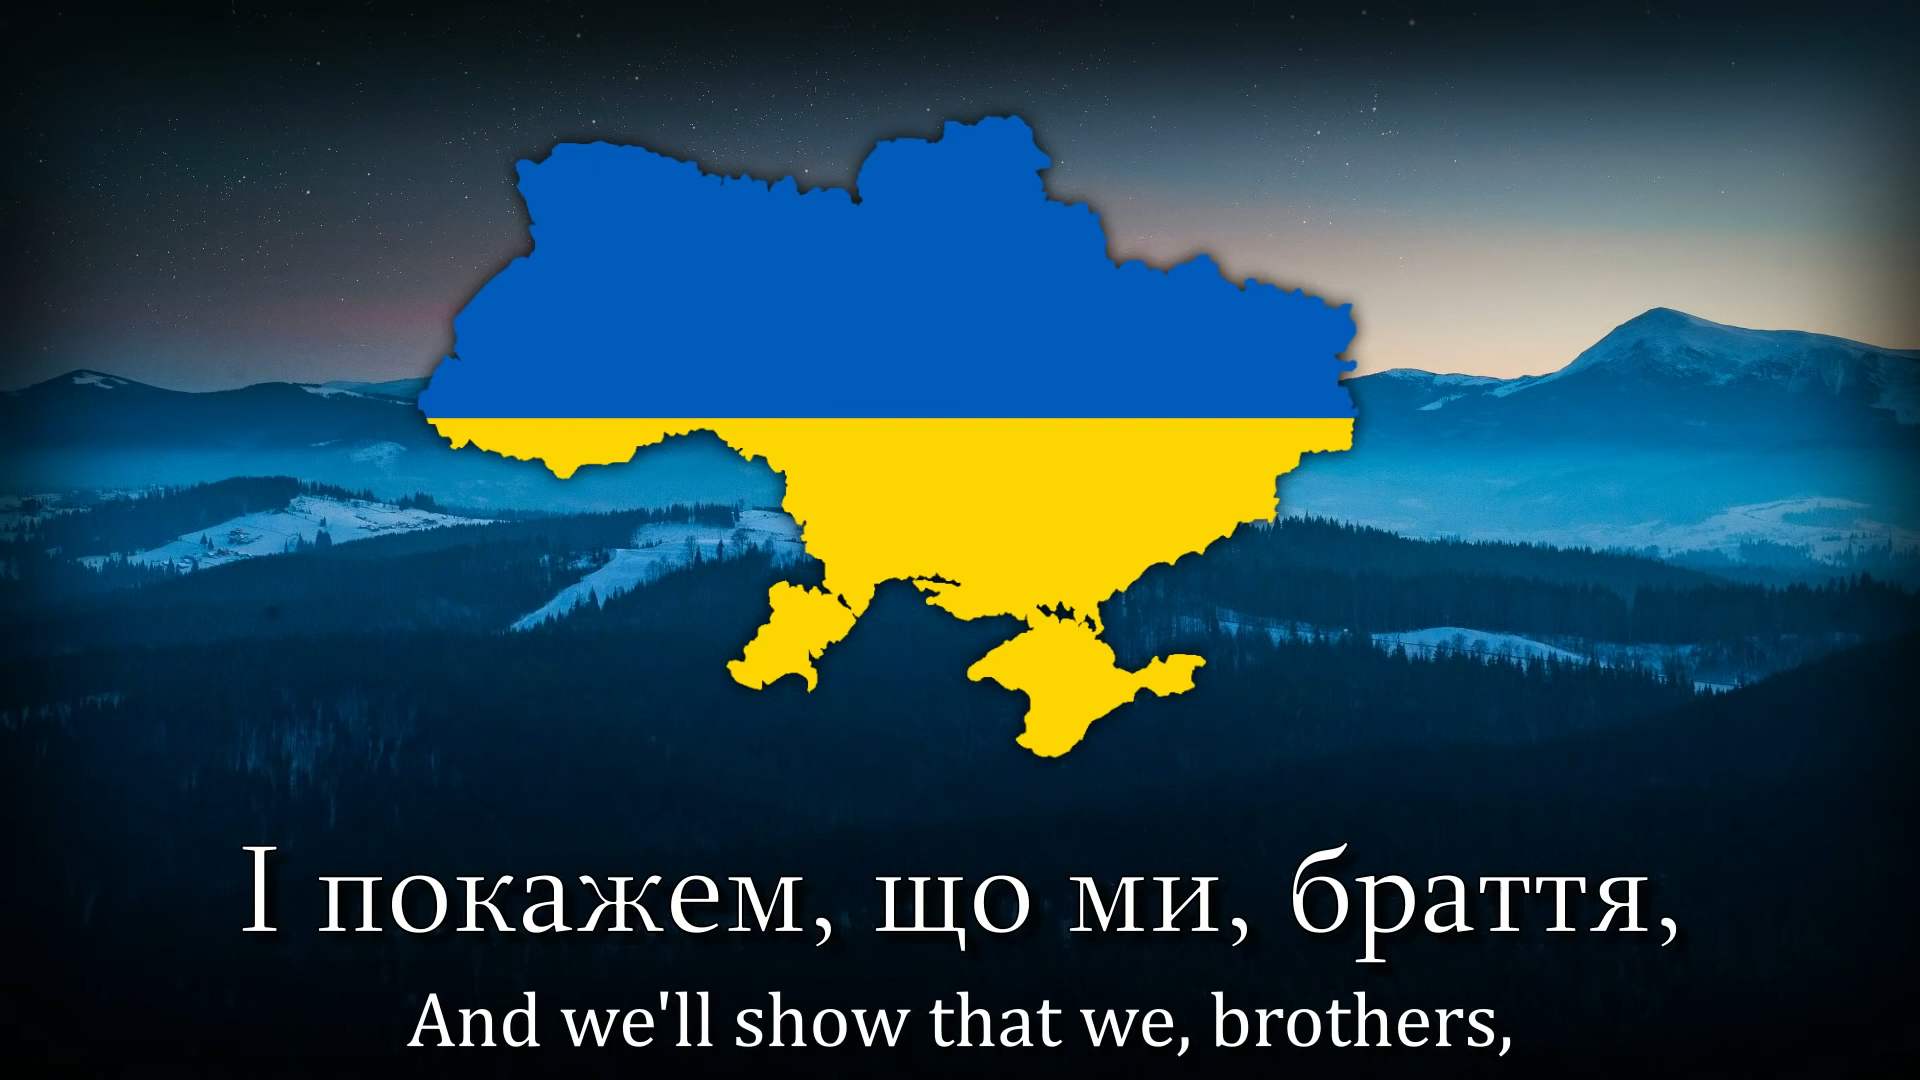 І покажем, що ми, браття,
And we'll show that we, brothers,